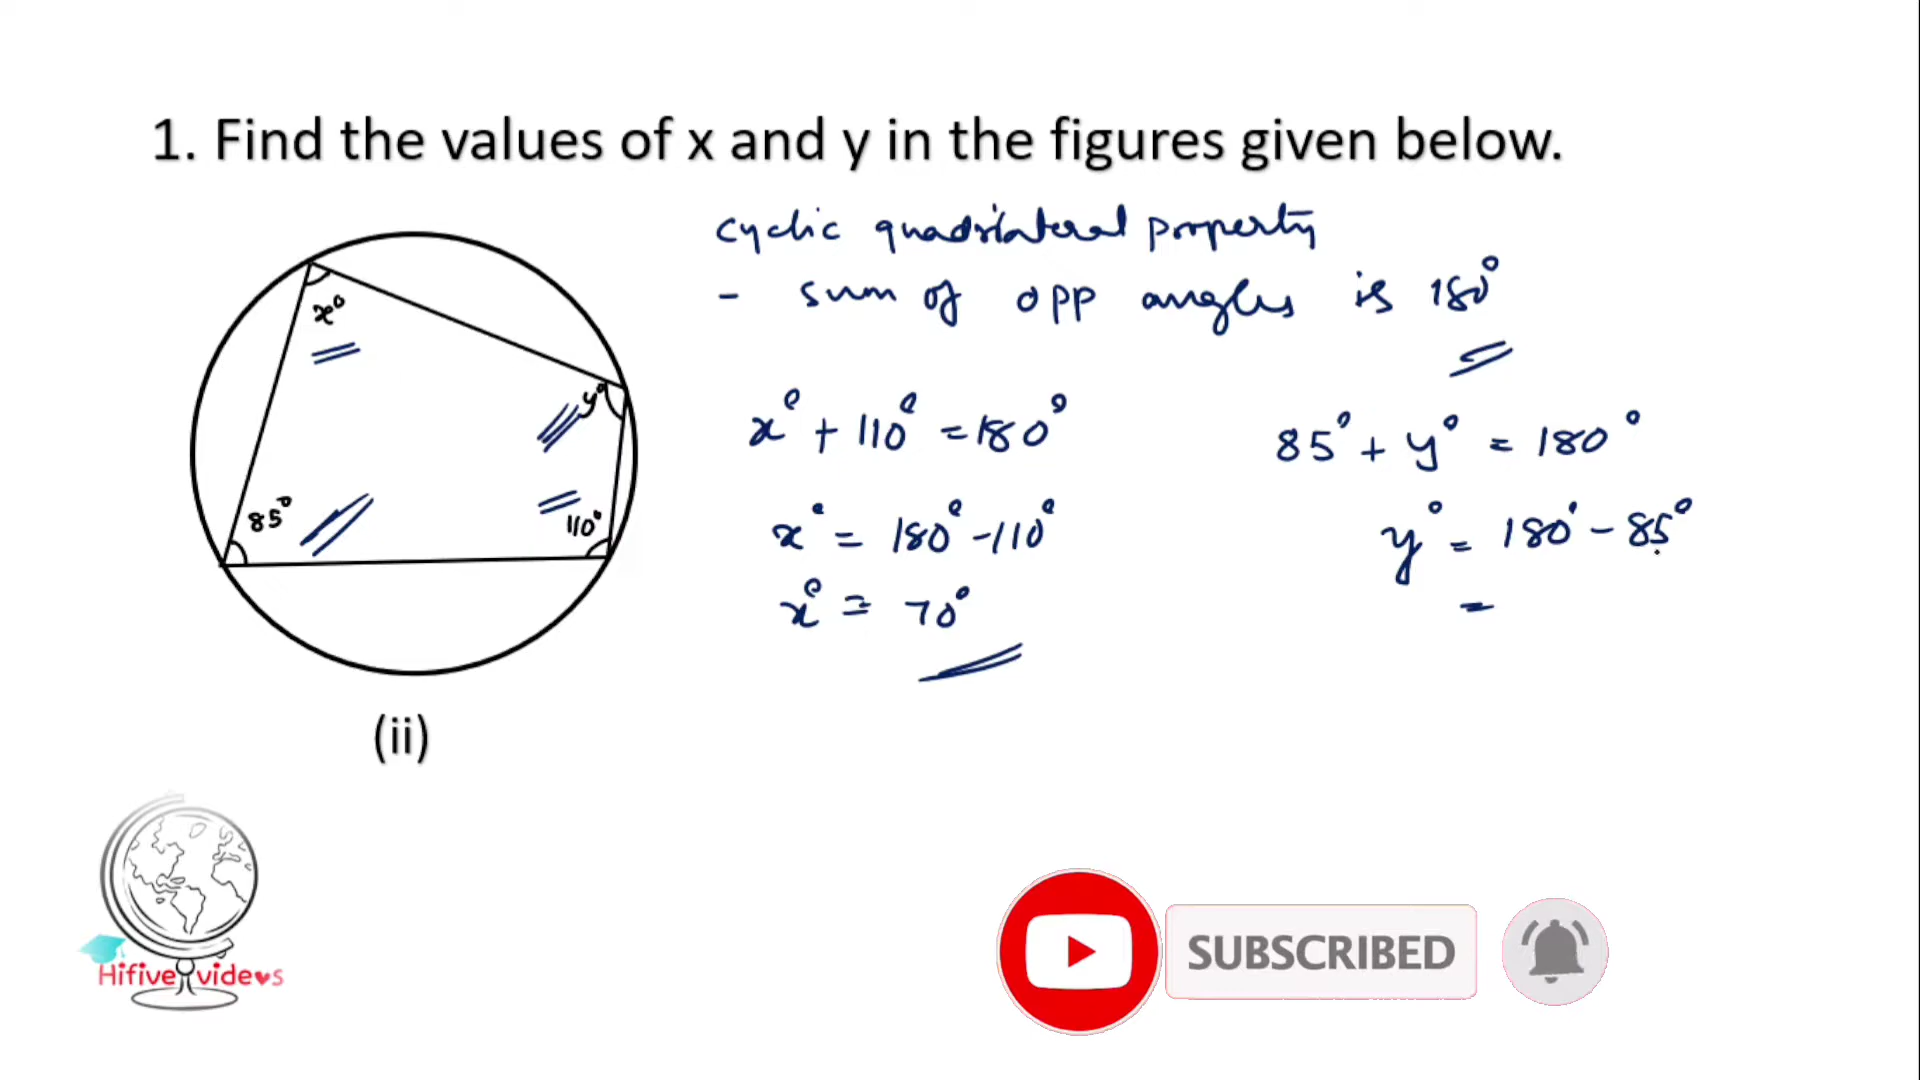 1. Find the values of x and y in the figures given below.
cyclic quadrilateral property
- sum of opp angles is 180°
x°
y°
85°
110°
x° + 110° = 180°
x° = 180° - 110°
x° = 70°
85° + y° = 180°
y° = 180° - 85°
=
(ii)
Hifive videos
SUBSCRIBED